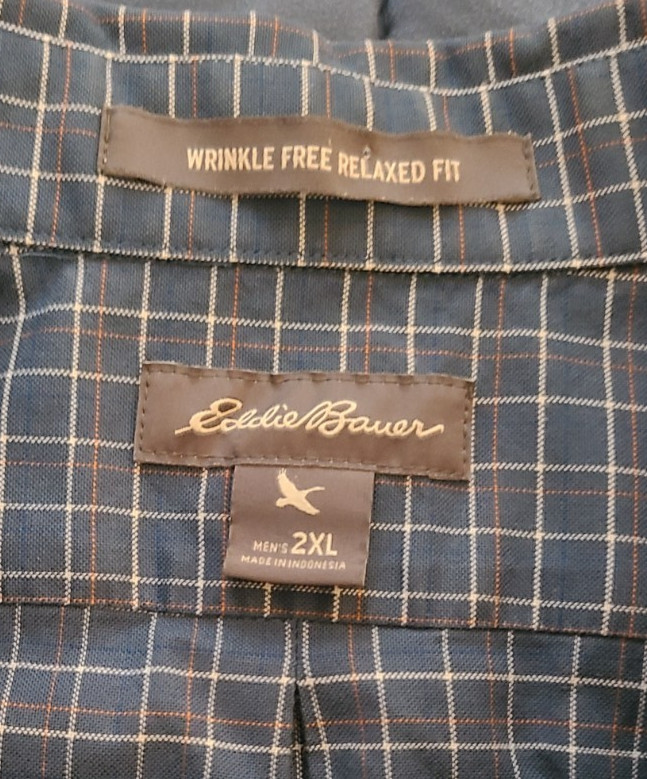 WRINKLE FREE RELAXED FIT
Eddie Bauer
MEN'S 2XL
MADE IN INDONESIA